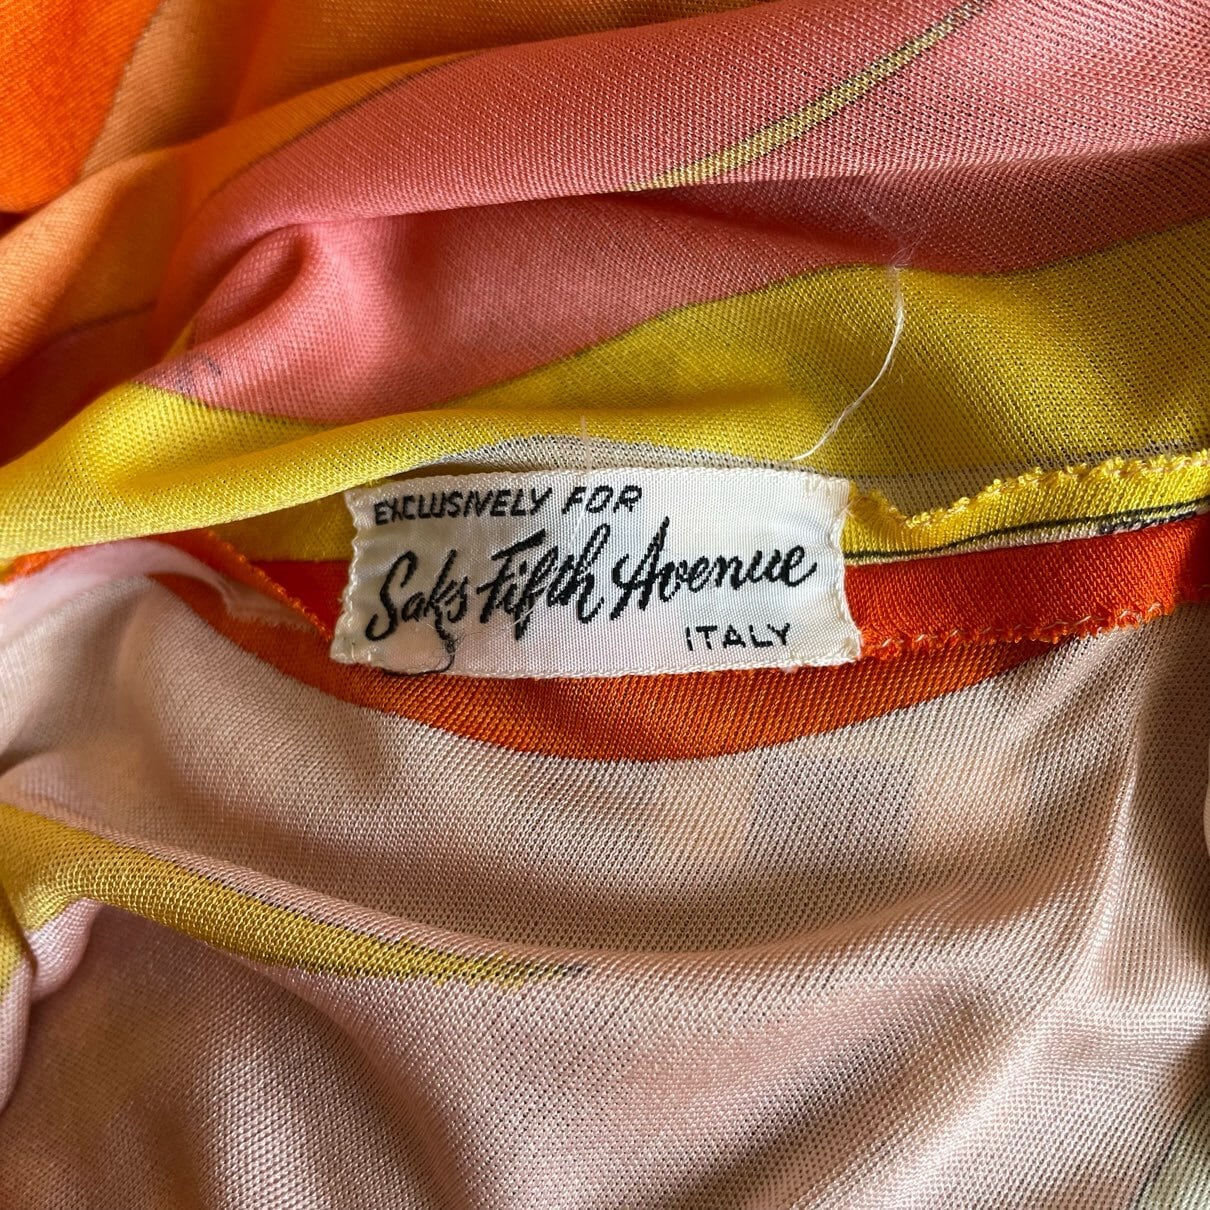 EXCLUSIVELY FOR
Saks Fifth Avenue
ITALY